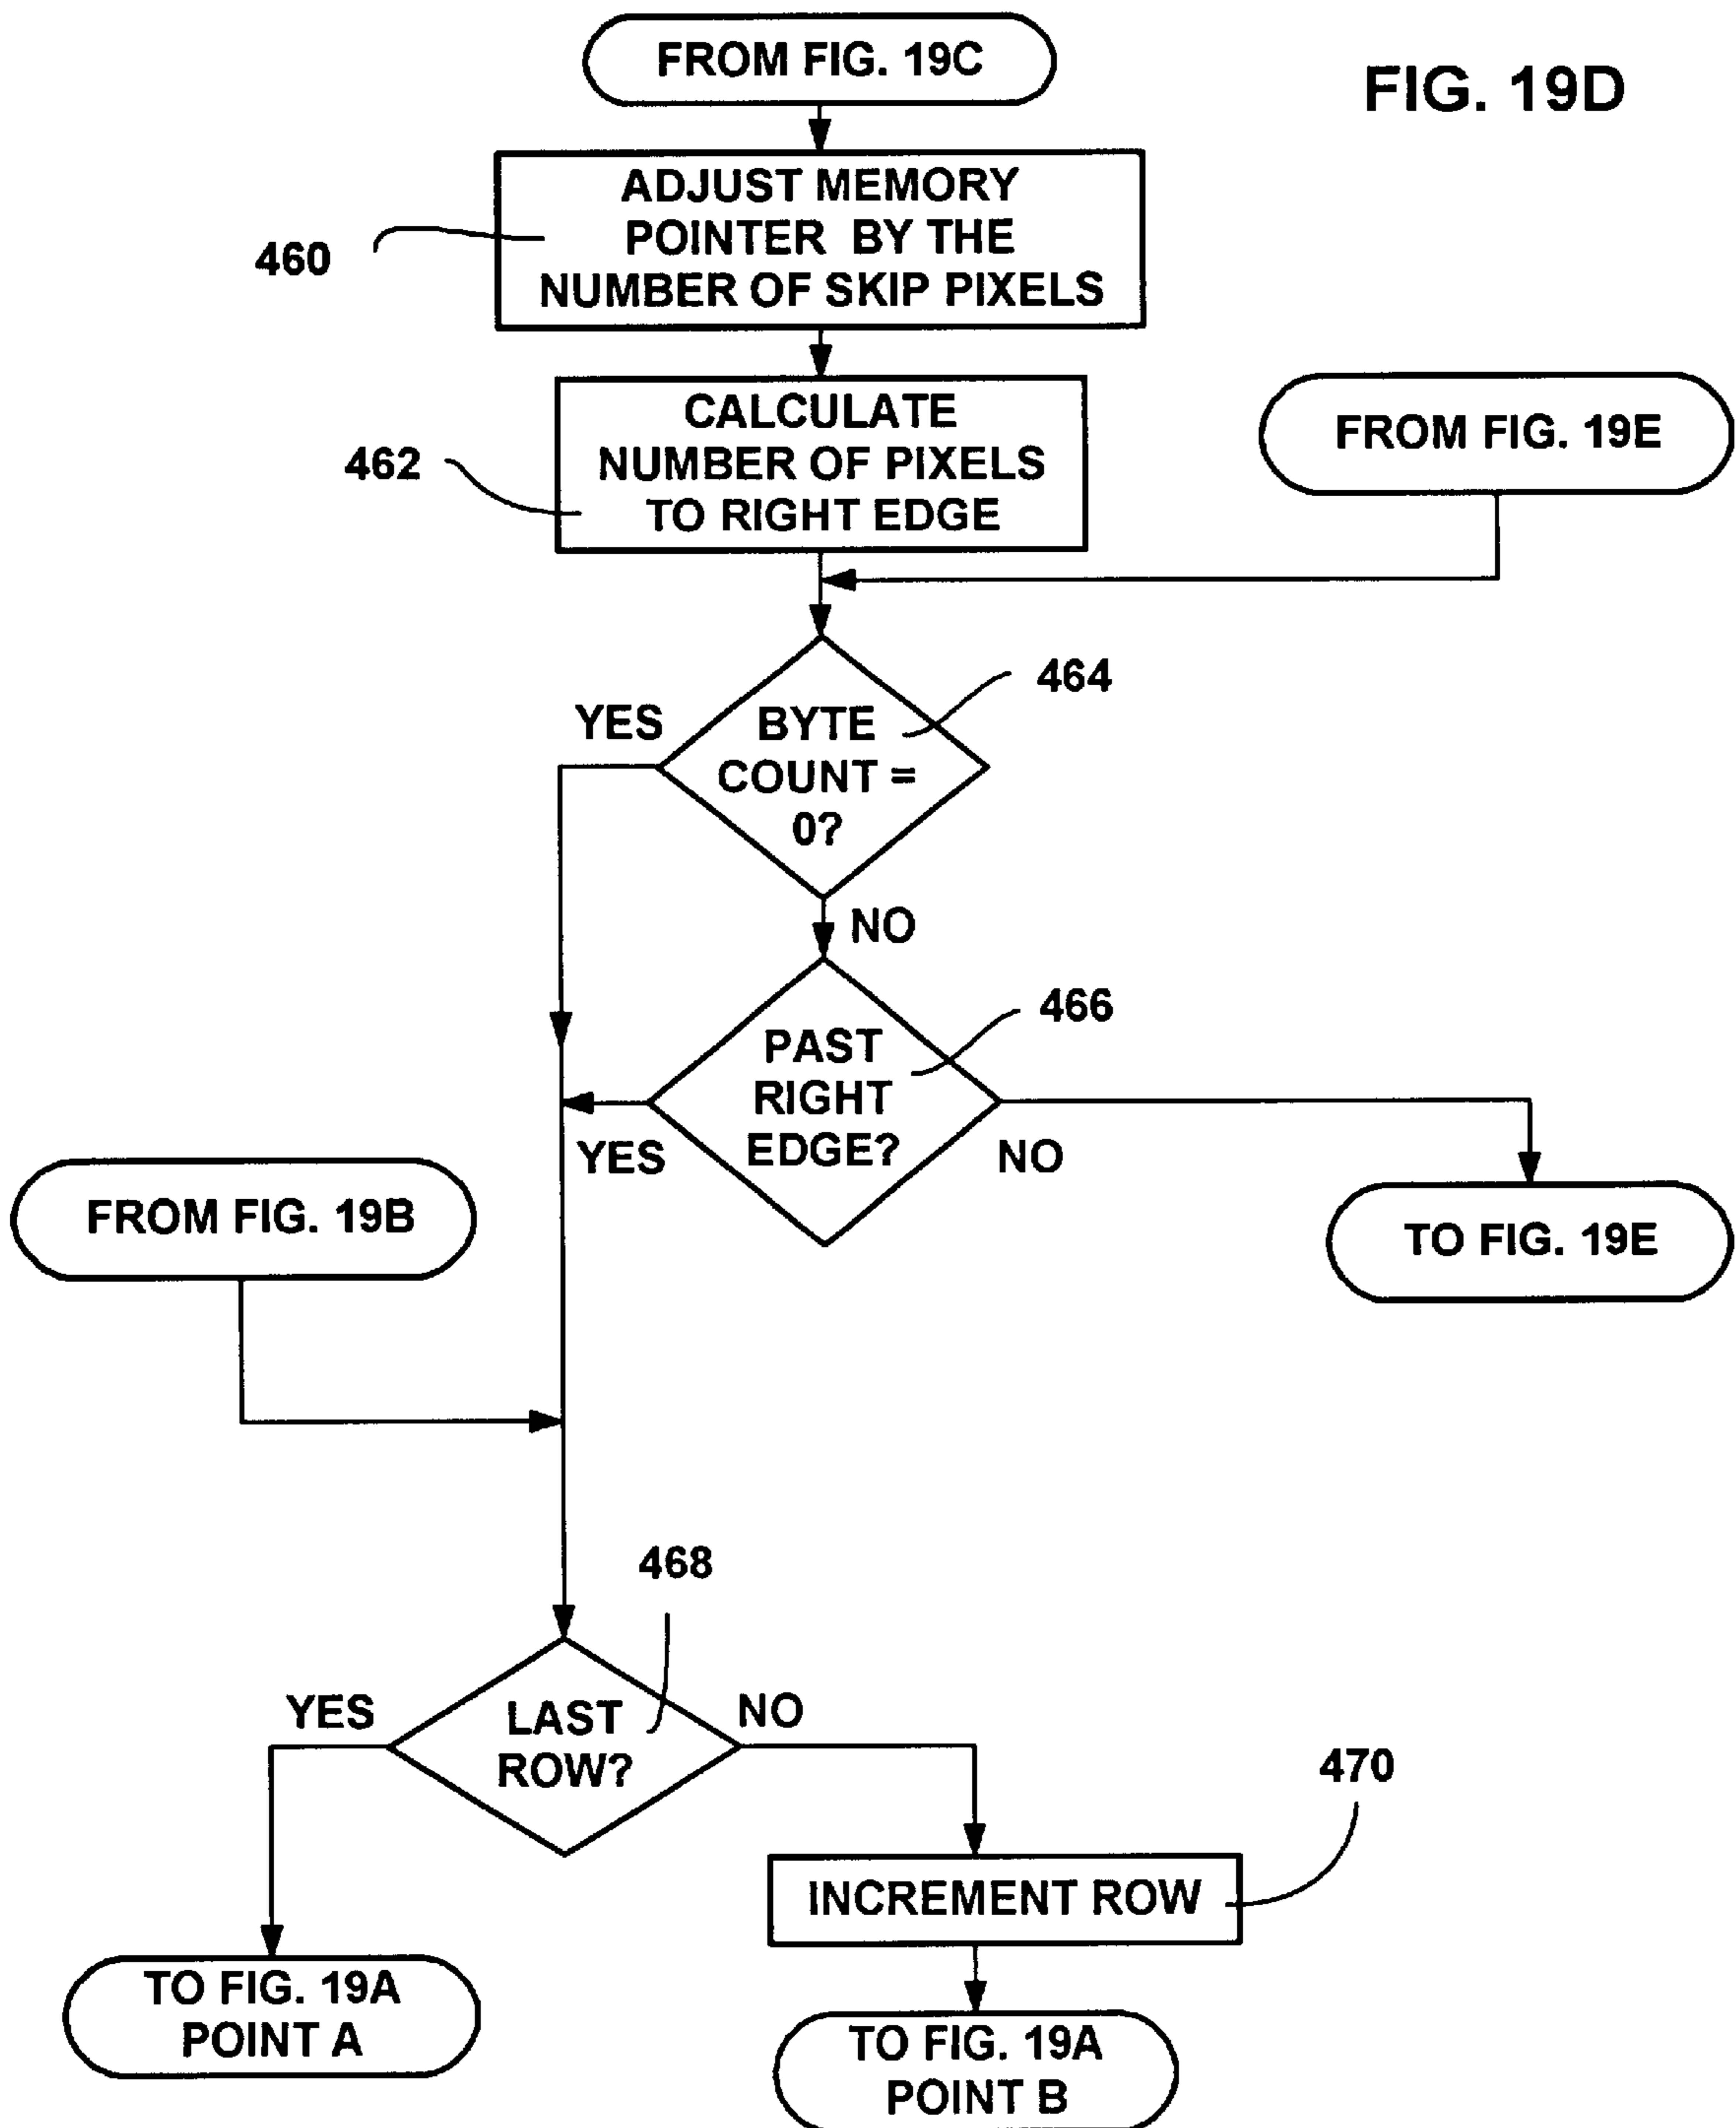 FROM FIG. 19C
FIG. 19D
ADJUST MEMORY
POINTER BY THE
NUMBER OF SKIP PIXELS
460
CALCULATE
NUMBER OF PIXELS
TO RIGHT EDGE
462
FROM FIG. 19E
464
YES
BYTE
COUNT =
0?
NO
466
PAST
RIGHT
EDGE?
YES
NO
FROM FIG. 19B
TO FIG. 19E
468
YES
LAST
ROW?
NO
470
INCREMENT ROW
TO FIG. 19A
POINT A
TO FIG. 19A
POINT B